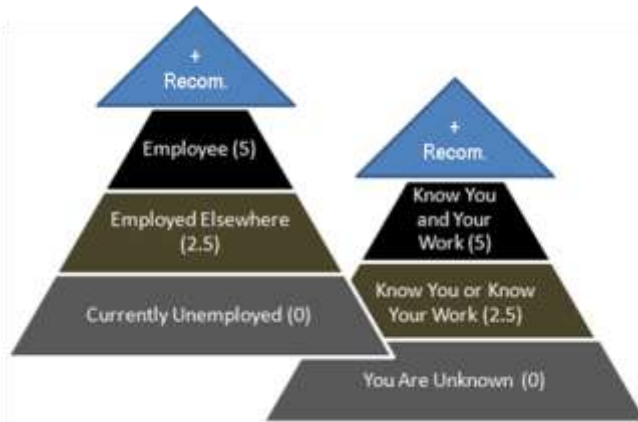 +
Recom.
Employee (5)
Employed Elsewhere
(2.5)
Currently Unemployed (0)
+
Recom.
Know You
and Your
Work (5)
Know You or Know
Your Work (2.5)
You Are Unknown (0)